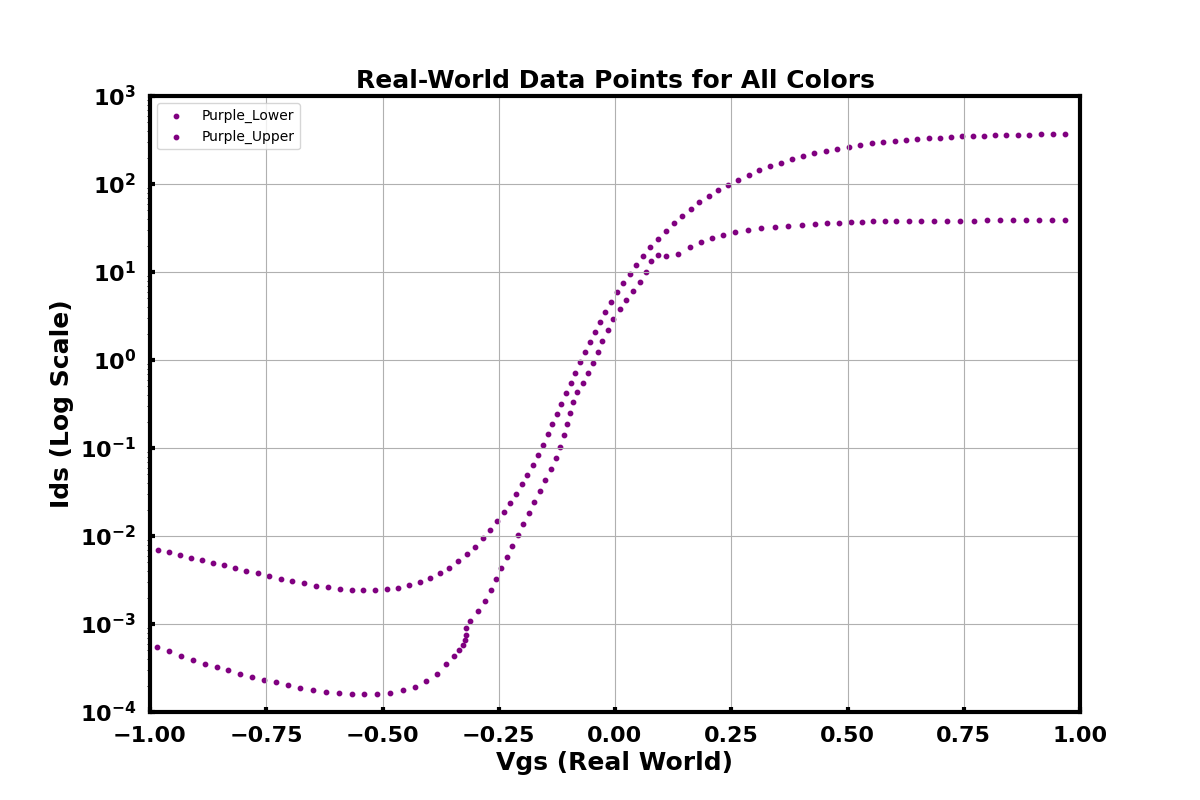 Real-World Data Points for All Colors
Purple_Lower
Purple_Upper
10³
10²
10¹
10⁰
10⁻¹
10⁻²
10⁻³
10⁻⁴
Ids (Log Scale)
−1.00 −0.75 −0.50 −0.25 0.00 0.25 0.50 0.75 1.00
Vgs (Real World)